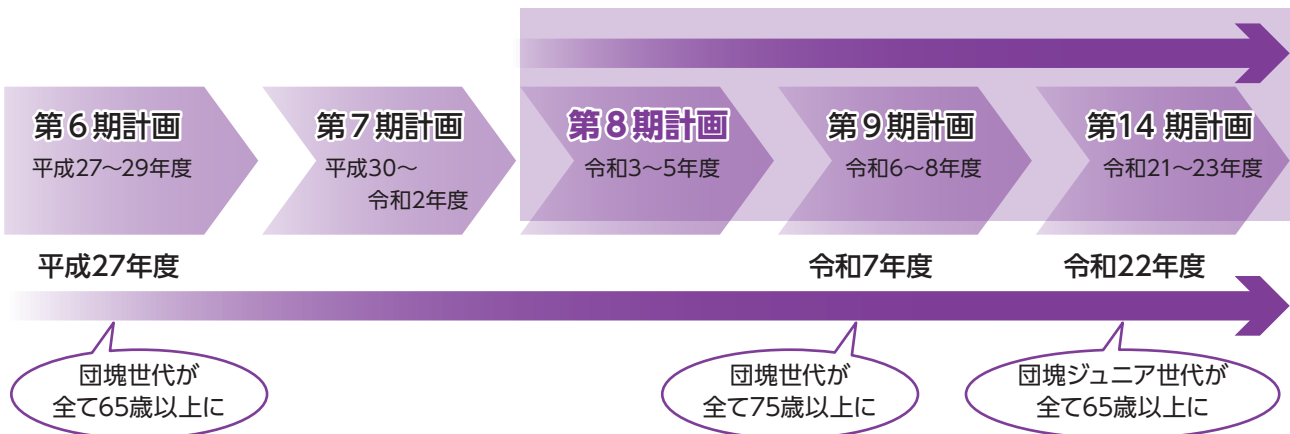 第6期計画
平成27～29年度
第7期計画
平成30～
令和2年度
第8期計画
令和3～5年度
第9期計画
令和6～8年度
第14期計画
令和21～23年度
平成27年度
令和7年度
令和22年度
団塊世代が
全て65歳以上に
団塊世代が
全て75歳以上に
団塊ジュニア世代が
全て65歳以上に